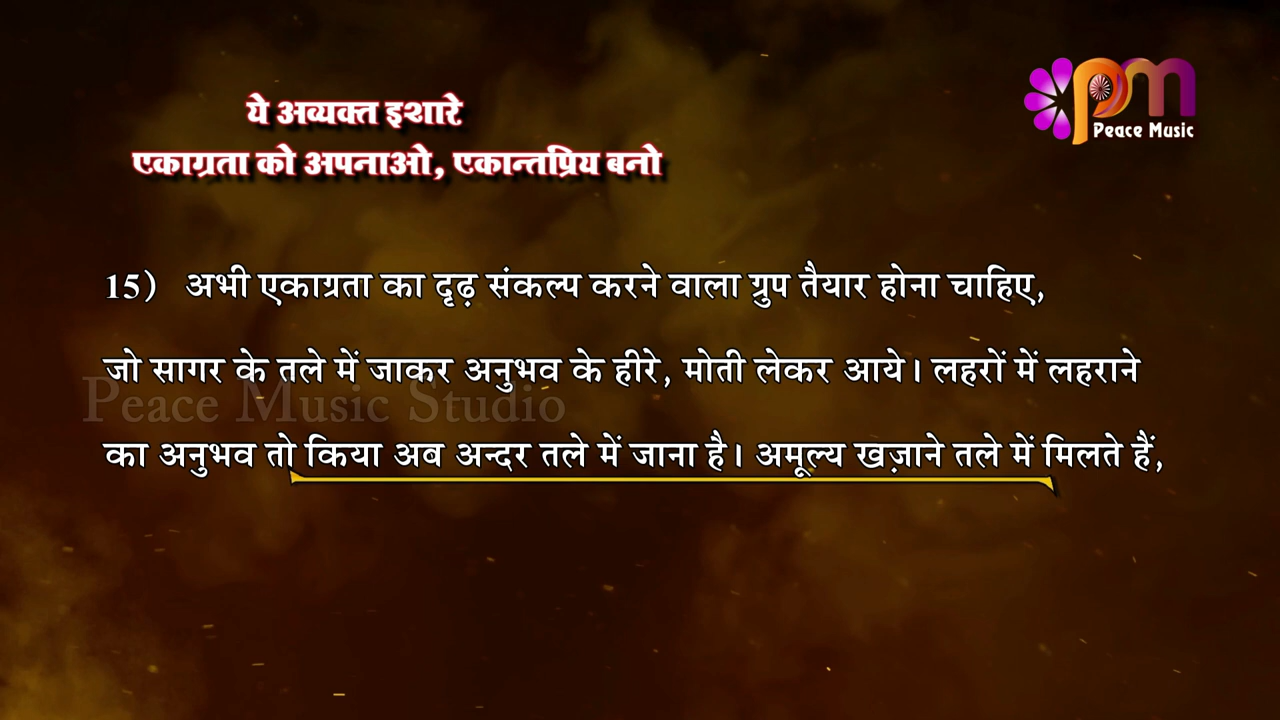 ये अव्यक्त इशारे
एकाग्रता को अपनाओ, एकान्तप्रिय बनो
pm
Peace Music
15) अभी एकाग्रता का दृढ़ संकल्प करने वाला ग्रुप तैयार होना चाहिए,
जो सागर के तले में जाकर अनुभव के हीरे, मोती लेकर आये। लहरों में लहराने
Peace Music Studio
का अनुभव तो किया अब अन्दर तले में जाना है। अमूल्य खज़ाने तले में मिलते हैं,